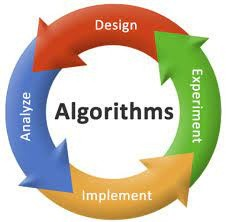 Design
Analyze
Algorithms
Experiment
Implement